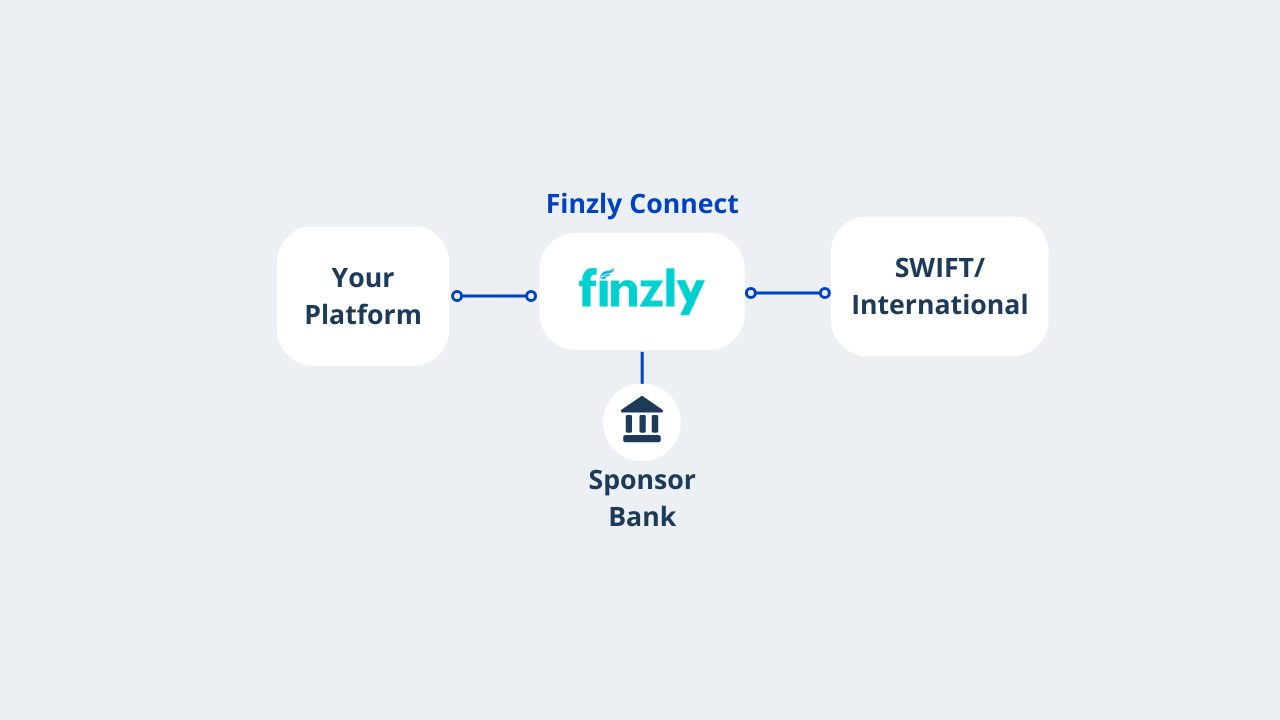 Finzly Connect
Your
Platform
finzly
SWIFT/
International
Sponsor
Bank